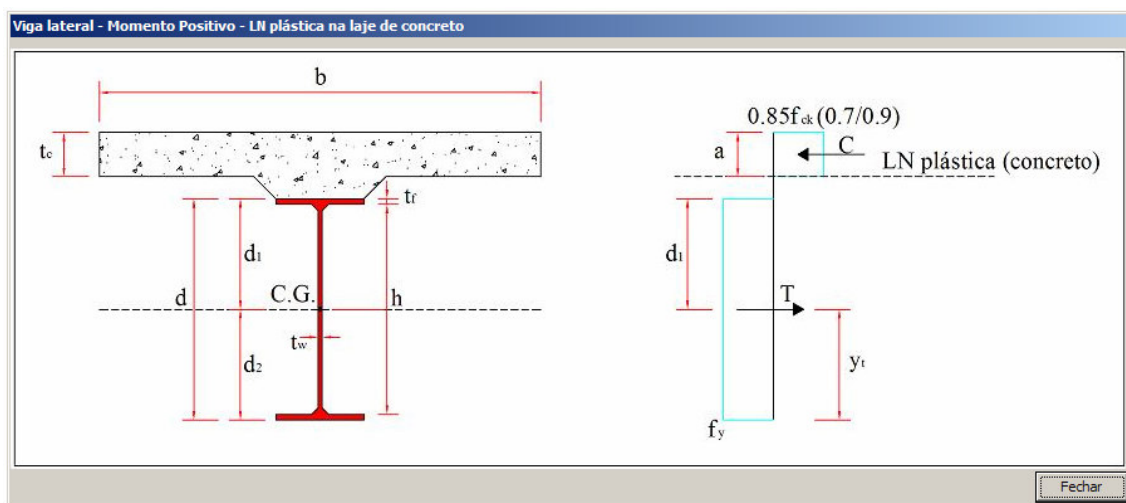 Viga lateral - Momento Positivo - LN plástica na laje de concreto
b
0.85fck(0.7/0.9)
tc
a
C
LN plástica (concreto)
tf
d1
d1
d
C.G.
h
T
tw
d2
yt
fy
Fechar